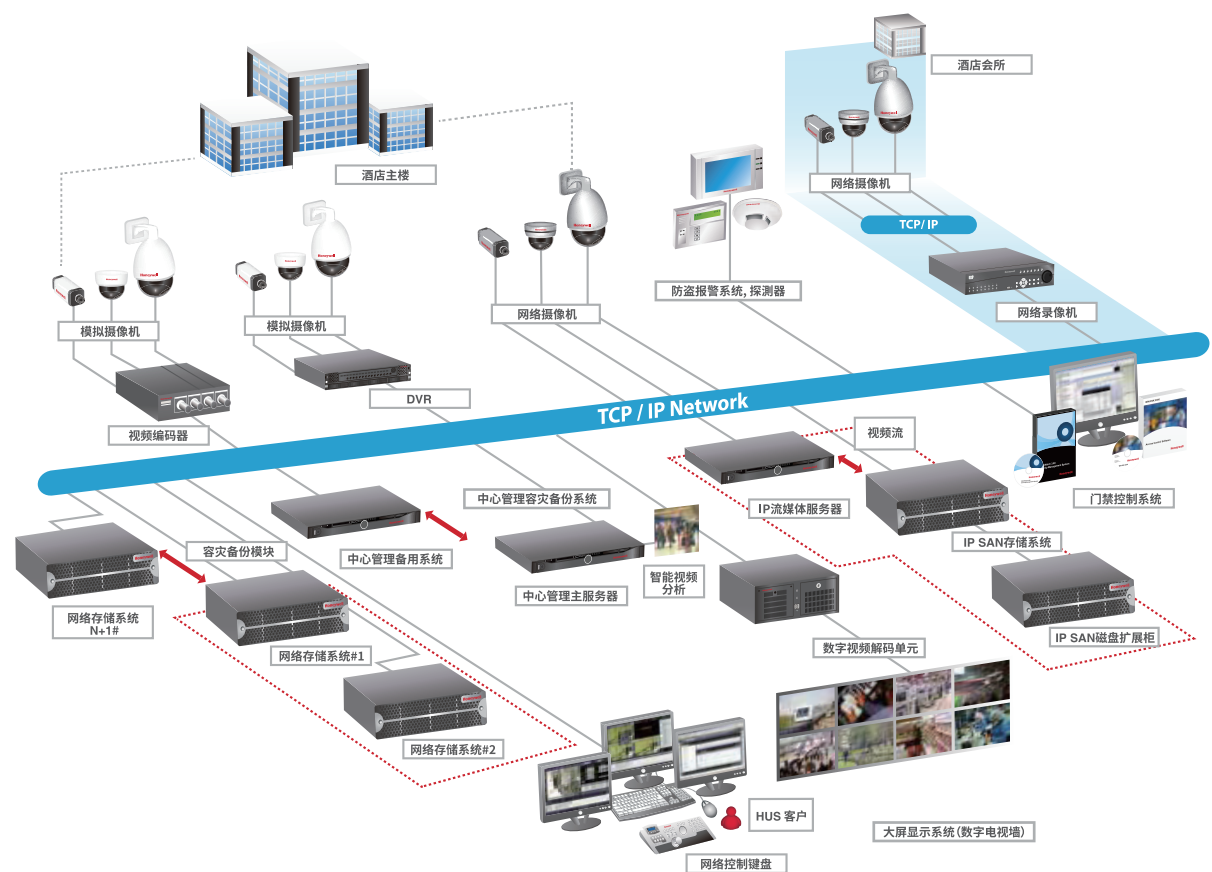 酒店会所
酒店主楼
网络摄像机
TCP/ IP
防盗报警系统, 探测器
网络录像机
模拟摄像机
模拟摄像机
网络摄像机
DVR
TCP / IP Network
视频编码器
视频流
门禁控制系统
中心管理容灾备份系统
IP流媒体服务器
IP SAN存储系统
容灾备份模块
中心管理备用系统
中心管理主服务器
智能视频
分析
网络存储系统
N+1#
网络存储系统#1
数字视频解码单元
IP SAN磁盘扩展柜
网络存储系统#2
HUS 客户
大屏显示系统(数字电视墙)
网络控制键盘
Honeywell